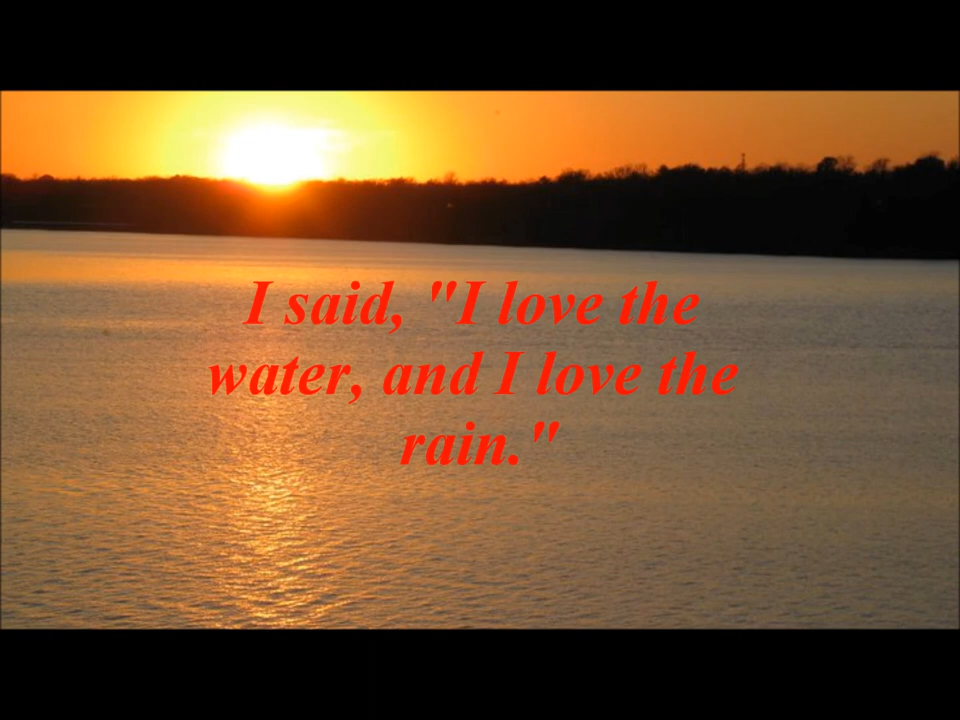 I said, "I love the
water, and I love the
rain."